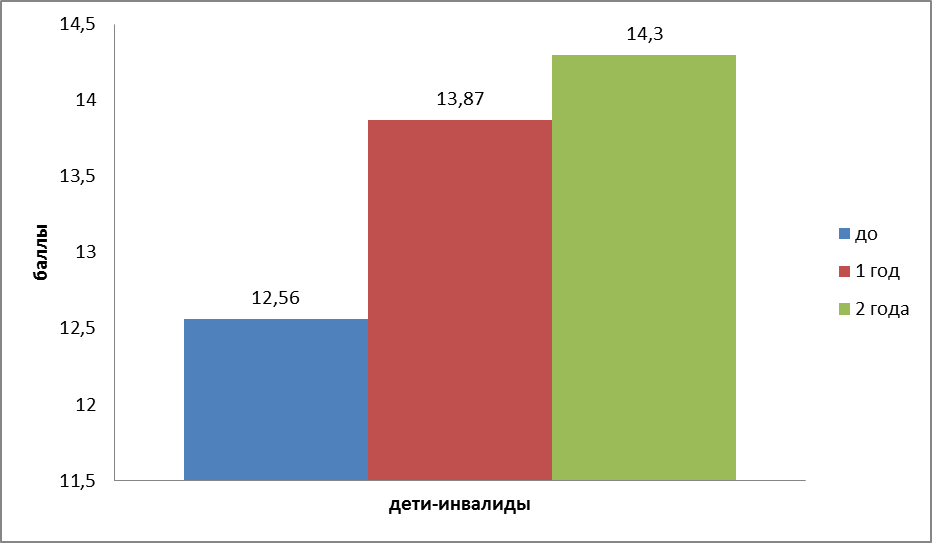 14,5
14
13,5
13
12,5
12
11,5
баллы
12,56
13,87
14,3
дети-инвалиды
до
1 год
2 года